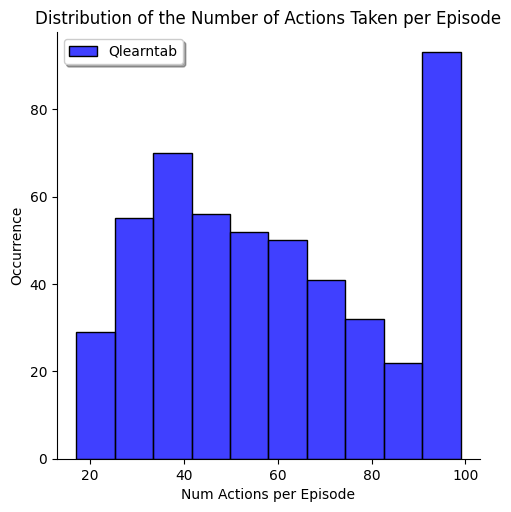 Distribution of the Number of Actions Taken per Episode
Qlearntab
80
60
40
20
0
Occurrence
20 40 60 80 100
Num Actions per Episode